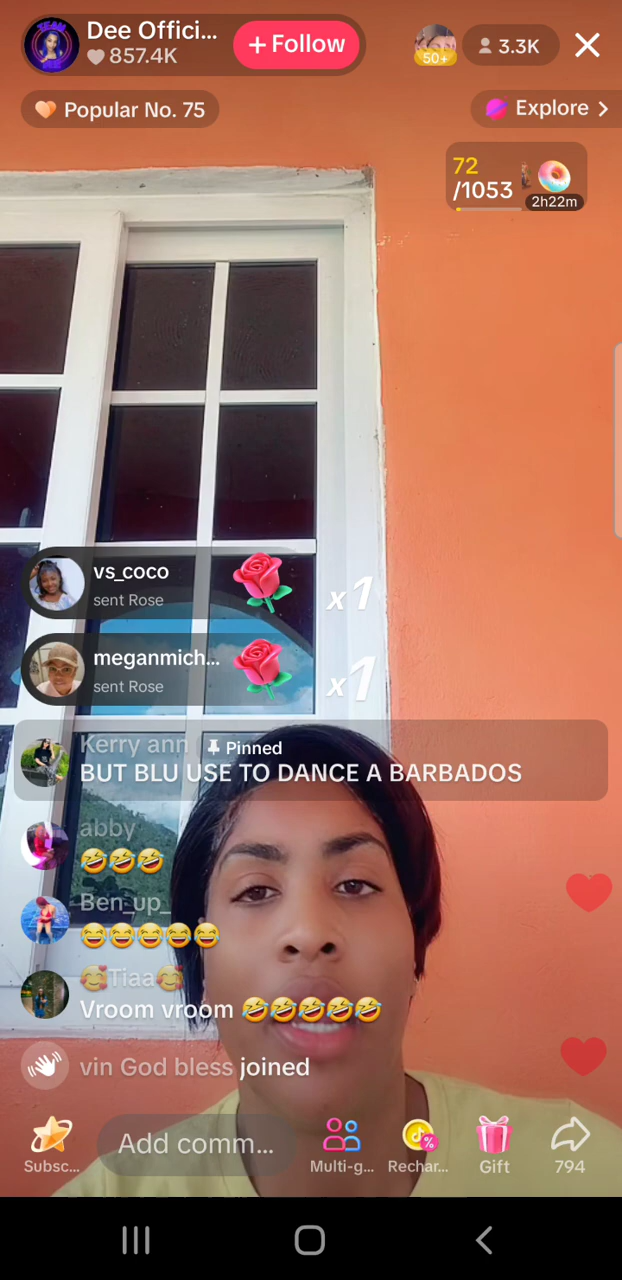 Dee Offici...
857.4K
+ Follow
50+
3.3K
Popular No. 75
Explore
72
/1053
2h22m
vs_coco
sent Rose
x1
meganmich...
sent Rose
x1
Kerry ann
Pinned
BUT BLU USE TO DANCE A BARBADOS
abby
🤣🤣🤣
Ben_up_
😂😂😂😂😂
🥰Tiaa🥰
Vroom vroom 🤣🤣🤣🤣🤣
vin God bless joined
Add comm...
Subsc...
Multi-g...
Rechar...
Gift
794